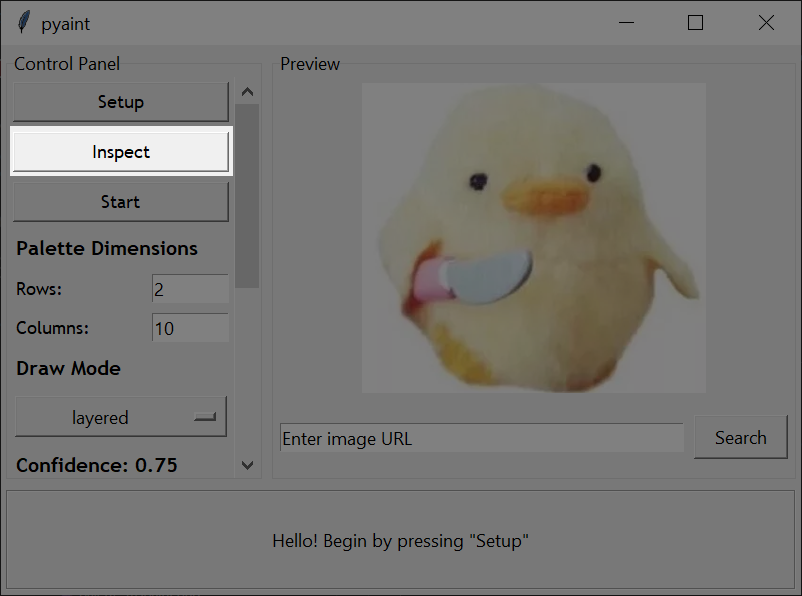 pyaint
Control Panel
Setup
Inspect
Start
Palette Dimensions
Rows: 2
Columns: 10
Draw Mode
layered
Confidence: 0.75
Preview
Enter image URL
Search
Hello! Begin by pressing "Setup"